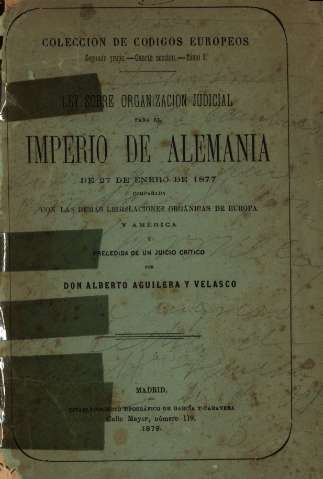 COLECCION DE CODIGOS EUROPEOS
Segundo grupo.—Cuarta seccion.—Tomo I.
LEY SOBRE ORGANIZACION JUDICIAL
PARA EL
IMPERIO DE ALEMANIA
DE 27 DE ENERO DE 1877
COMPARADA
CON LAS DEMAS LEGISLACIONES ORGÁNICAS DE EUROPA
Y AMÉRICA
Y
PRECEDIDA DE UN JUICIO CRÍTICO
POR
DON ALBERTO AGUILERA Y VELASCO
MADRID.
ESTABLECIMIENTO TIPOGRÁFICO DE GARCÍA Y CARAVERA
Calle Mayor, número 119.
1879.